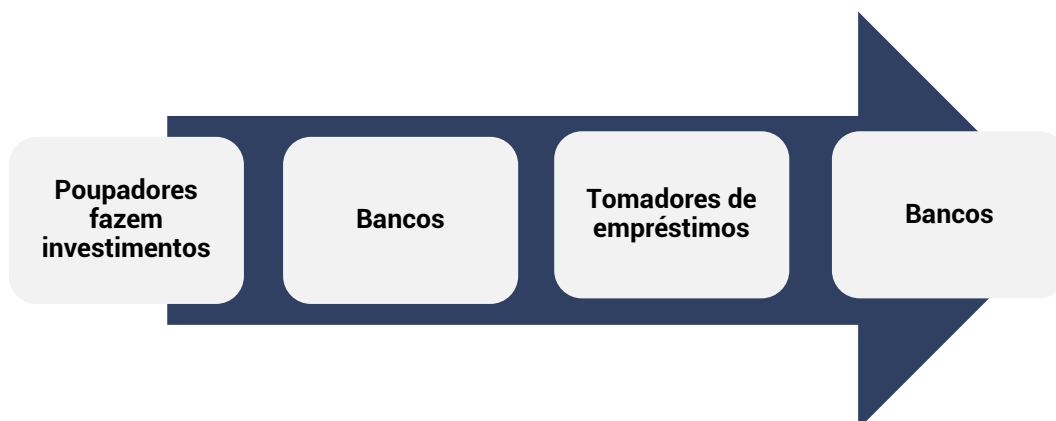 Poupadores
fazem
investimentos
Bancos
Tomadores de
empréstimos
Bancos